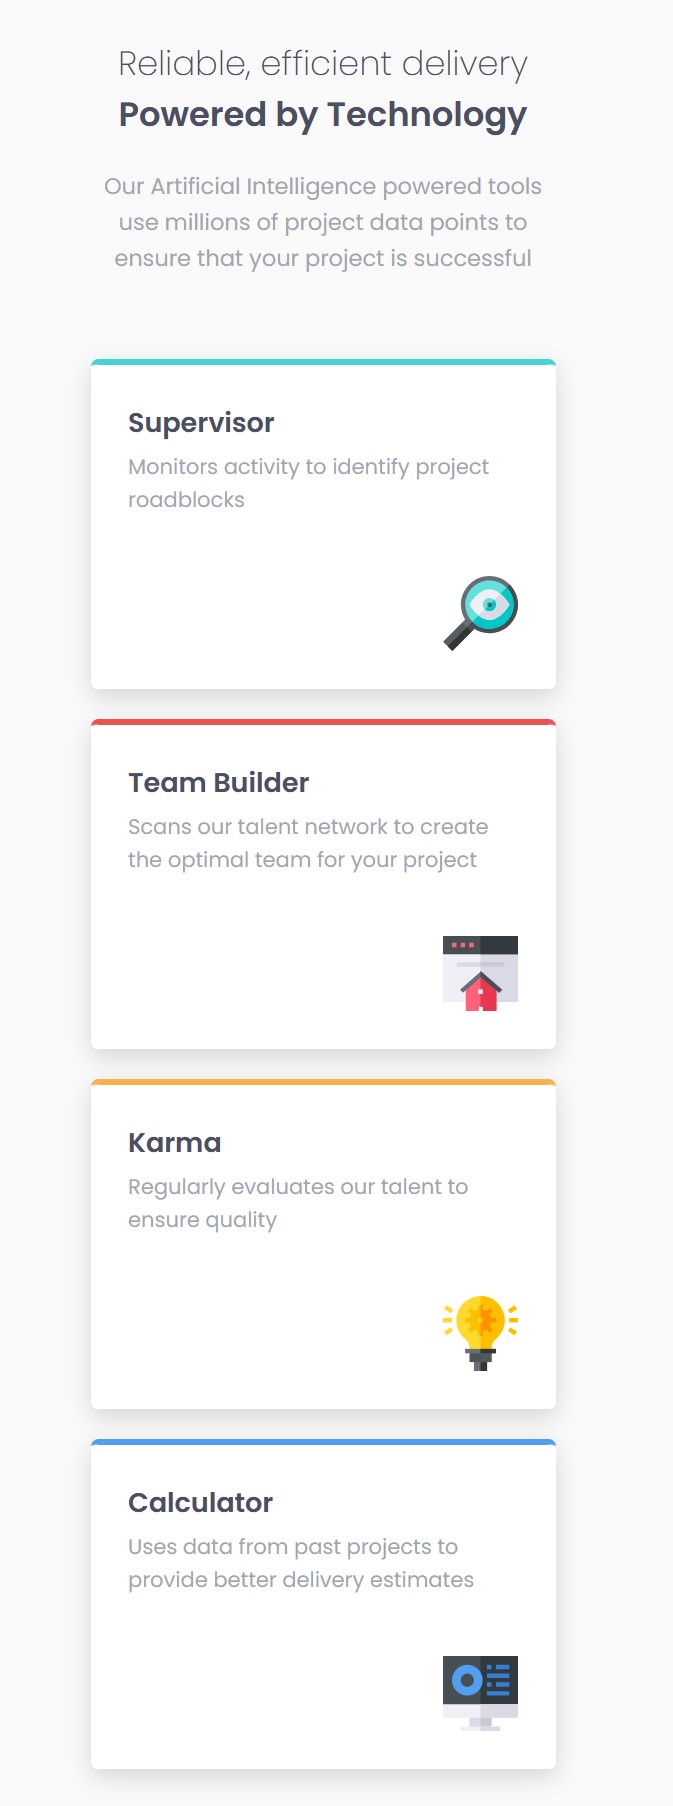 Reliable, efficient delivery
Powered by Technology
Our Artificial Intelligence powered tools
use millions of project data points to
ensure that your project is successful
Supervisor
Monitors activity to identify project
roadblocks
Team Builder
Scans our talent network to create
the optimal team for your project
Karma
Regularly evaluates our talent to
ensure quality
Calculator
Uses data from past projects to
provide better delivery estimates